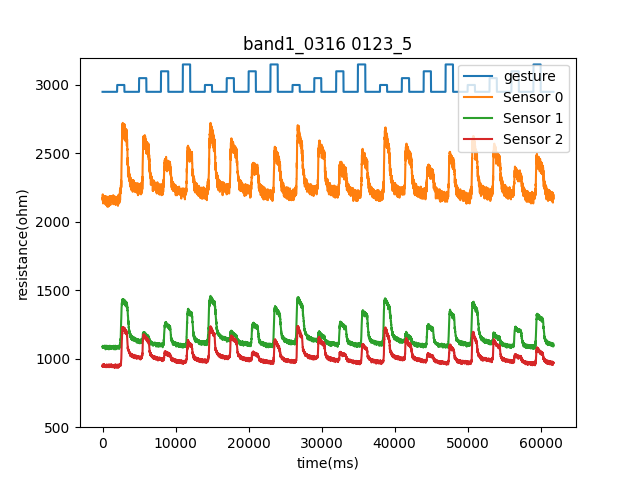 band1_0316 0123_5
gesture
Sensor 0
Sensor 1
Sensor 2
resistance(ohm)
3000
2500
2000
1500
1000
500
0
10000
20000
30000
40000
50000
60000
time(ms)